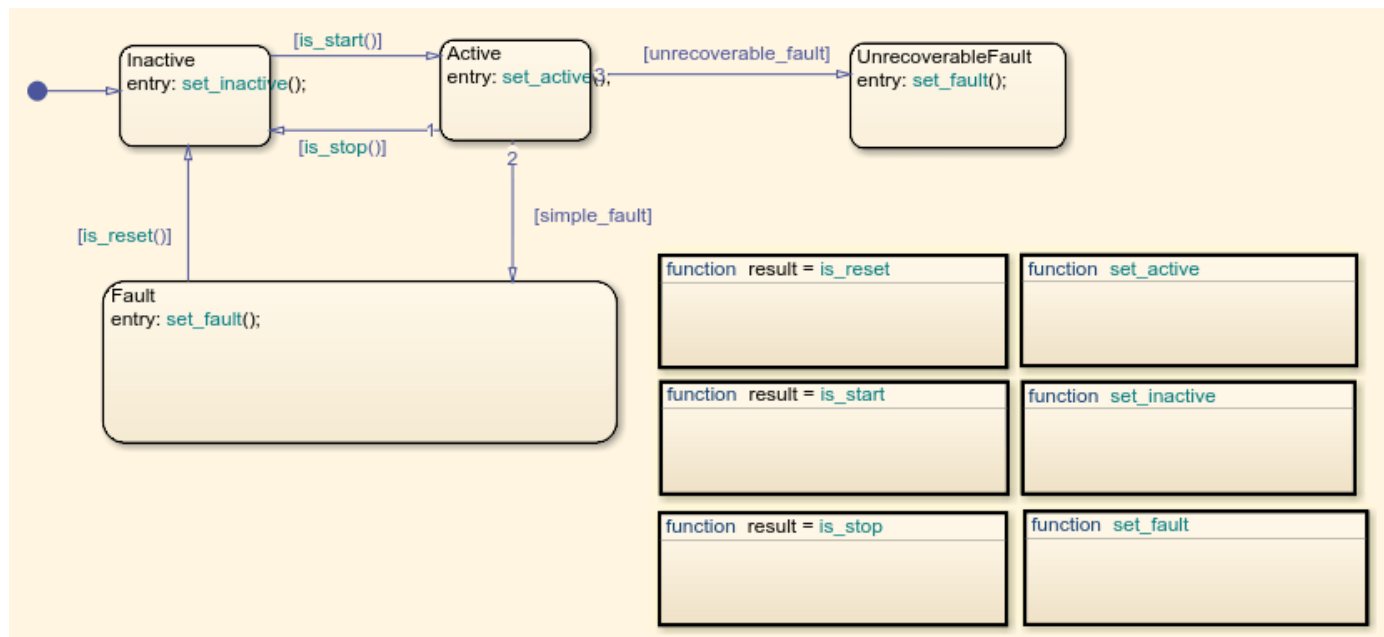 [is_start()]
Inactive
entry: set_inactive();
Active
entry: set_active();
3
[unrecoverable_fault]
UnrecoverableFault
entry: set_fault();
1
[is_stop()]
2
[simple_fault]
[is_reset()]
Fault
entry: set_fault();
function result = is_reset
function set_active
function result = is_start
function set_inactive
function result = is_stop
function set_fault